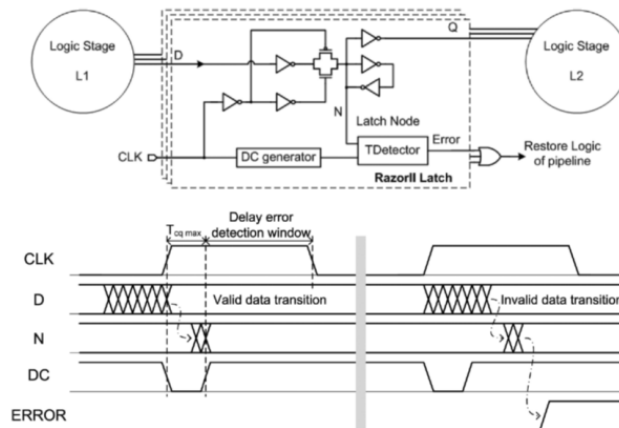 Logic Stage
L1
D
CLK
DC generator
N
Latch Node
TDetector
Error
RazorII Latch
Q
Logic Stage
L2
Restore Logic
of pipeline
Tcq max
Delay error
detection window
CLK
D
Valid data transition
Invalid data transition
N
DC
ERROR